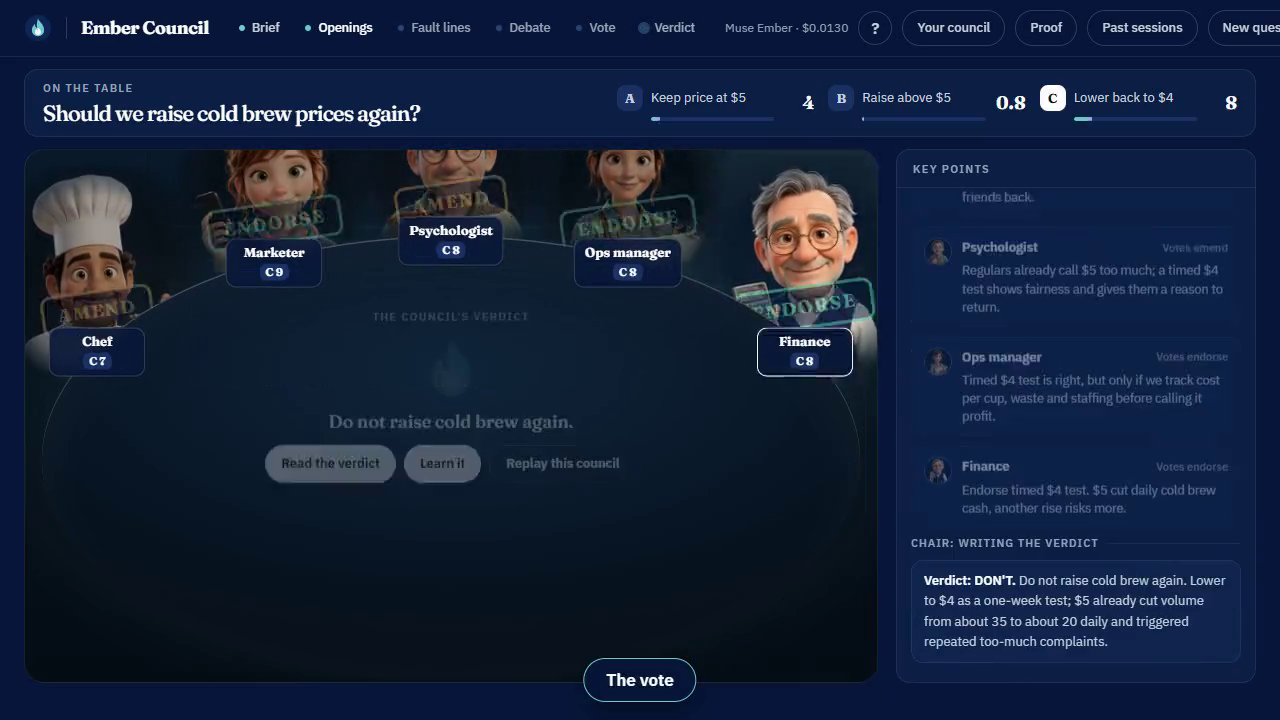 Ember Council
Brief
Openings
Fault lines
Debate
Vote
Verdict
Muse Ember · $0.0130
?
Your council
Proof
Past sessions
New ques
ON THE TABLE
Should we raise cold brew prices again?
A Keep price at $5 4
B Raise above $5 0.8
C Lower back to $4 8
AMEND
Chef
C 7
ENDORSE
Marketer
C 9
AMEND
Psychologist
C 8
ENDORSE
Ops manager
C 8
ENDORSE
Finance
C 8
THE COUNCIL'S VERDICT
Do not raise cold brew again.
Read the verdict
Learn it
Replay this council
The vote
KEY POINTS
friends back.
Psychologist Votes amend
Regulars already call $5 too much; a timed $4
test shows fairness and gives them a reason to
return.
Ops manager Votes endorse
Timed $4 test is right, but only if we track cost
per cup, waste and staffing before calling it
profit.
Finance Votes endorse
Endorse timed $4 test. $5 cut daily cold brew
cash, another rise risks more.
CHAIR: WRITING THE VERDICT
Verdict: DON'T. Do not raise cold brew again. Lower
to $4 as a one-week test; $5 already cut volume
from about 35 to about 20 daily and triggered
repeated too-much complaints.